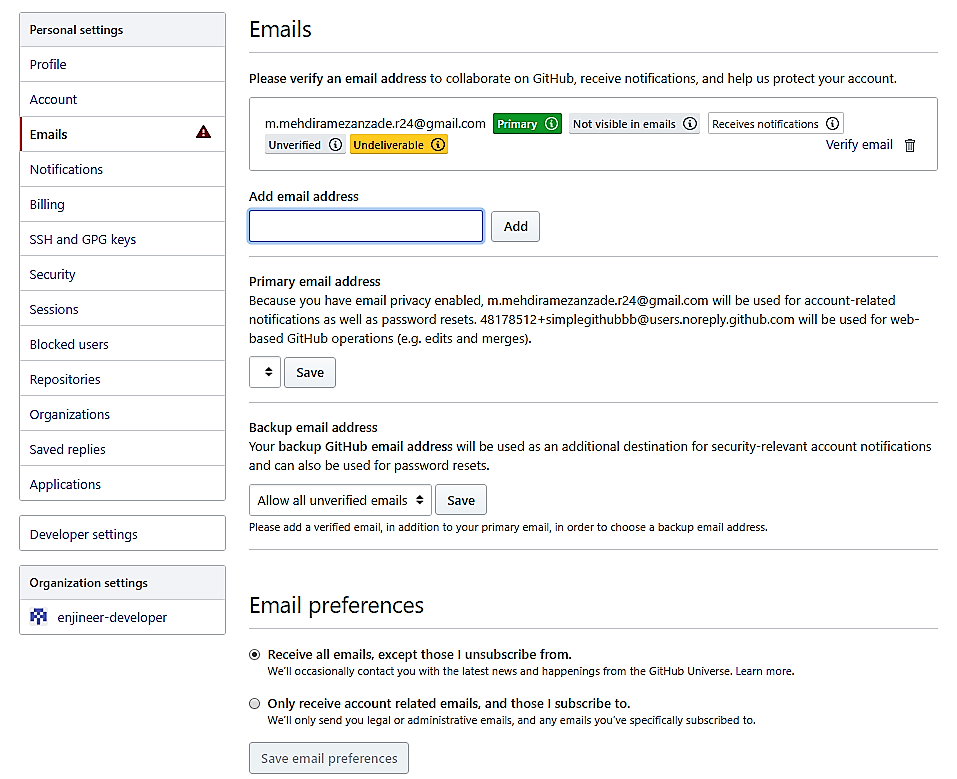 Personal settings
Profile
Account
Emails
Notifications
Billing
SSH and GPG keys
Security
Sessions
Blocked users
Repositories
Organizations
Saved replies
Applications
Developer settings
Organization settings
enjineer-developer
Emails
Please verify an email address to collaborate on GitHub, receive notifications, and help us protect your account.
m.mehdiramezanzade.r24@gmail.com Primary Not visible in emails Receives notifications
Unverified Undeliverable Verify email
Add email address
Add
Primary email address
Because you have email privacy enabled, m.mehdiramezanzade.r24@gmail.com will be used for account-related
notifications as well as password resets. 48178512+simplegithubbb@users.noreply.github.com will be used for web-
based GitHub operations (e.g. edits and merges).
Save
Backup email address
Your backup GitHub email address will be used as an additional destination for security-relevant account notifications
and can also be used for password resets.
Allow all unverified emails Save
Please add a verified email, in addition to your primary email, in order to choose a backup email address.
Email preferences
Receive all emails, except those I unsubscribe from.
We'll occasionally contact you with the latest news and happenings from the GitHub Universe. Learn more.
Only receive account related emails, and those I subscribe to.
We'll only send you legal or administrative emails, and any emails you've specifically subscribed to.
Save email preferences